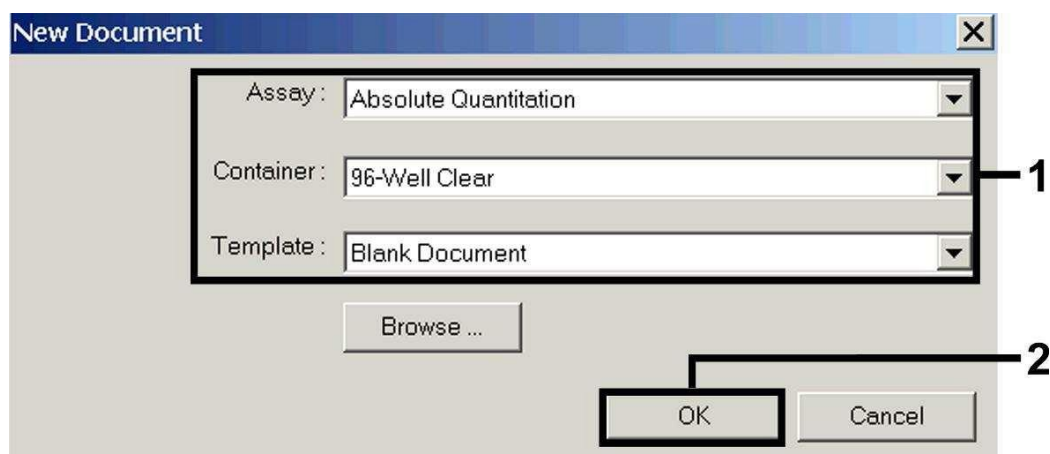 New Document
Assay : Absolute Quantitation
Container : 96-Well Clear
1
Template : Blank Document
Browse ...
2
OK Cancel